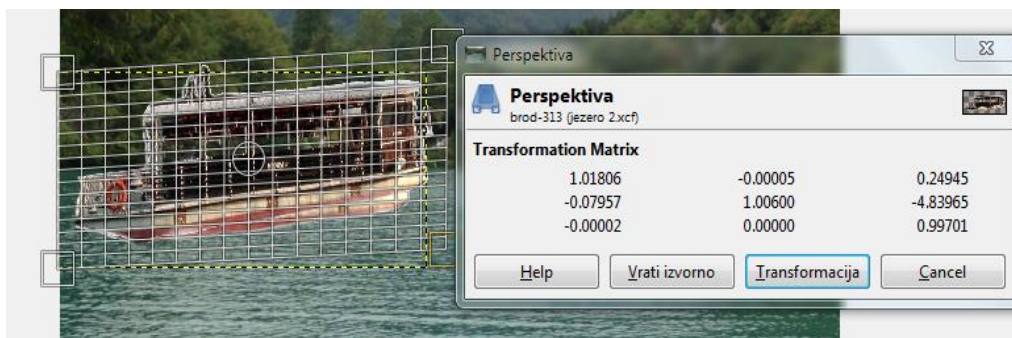 Perspektiva
Perspektiva
brod-313 (jezero 2.xcf)
Transformation Matrix
1.01806 -0.00005 0.24945
-0.07957 1.00600 -4.83965
-0.00002 0.00000 0.99701
Help Vrati izvorno Transformacija Cancel